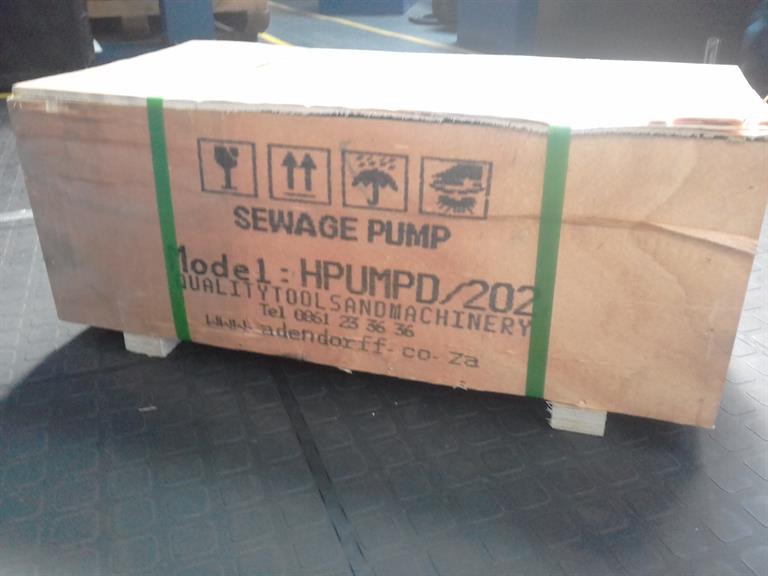 SEWAGE PUMP
Model: HPUMPD/202
QUALITYTOOLSANDMACHINERY
Tel 0861 23 36 36
www.adendorff.co.za